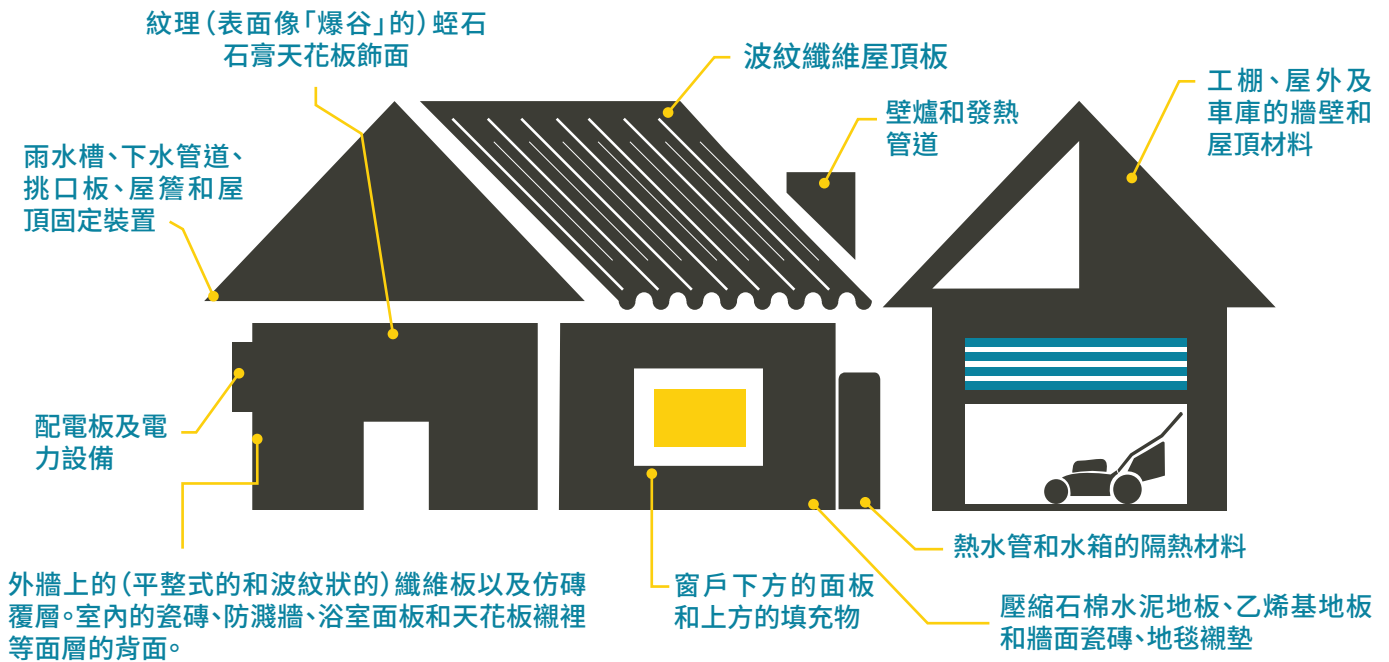 紋理（表面像「爆谷」的）蛭石
石膏天花板飾面
波紋纖維屋頂板
壁爐和發熱
管道
工棚、屋外及
車庫的牆壁和
屋頂材料
雨水槽、下水管道、
挑口板、屋簷和屋
頂固定裝置
配電板及電
力設備
外牆上的（平整式的和波紋狀的）纖維板以及仿磚
覆層。室內的瓷磚、防濺牆、浴室面板和天花板襯裡
等面層的背面。
窗戶下方的面板
和上方的填充物
熱水管和水箱的隔熱材料
壓縮石棉水泥地板、乙烯基地板
和牆面瓷磚、地毯襯墊